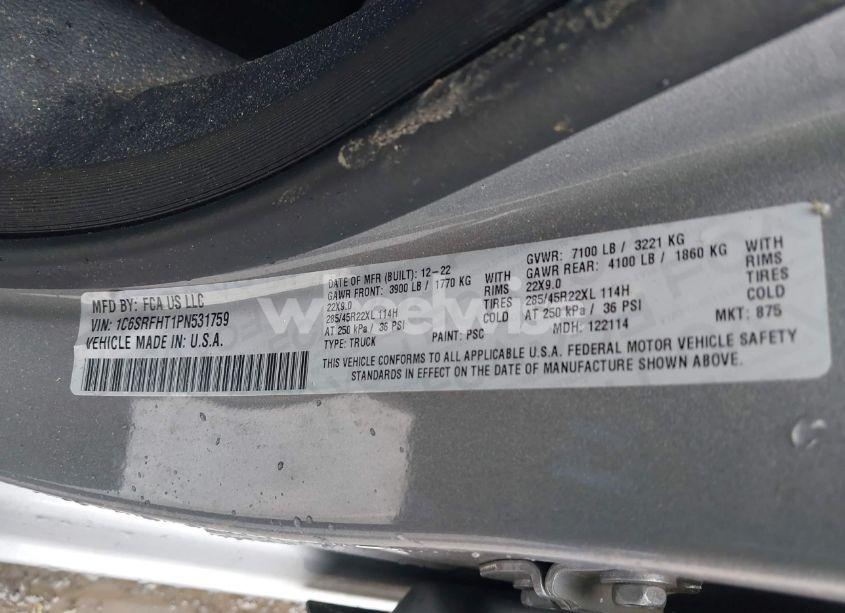 MFD BY: FCA US LLC
VIN: 1C6SRFHT1PN531759
VEHICLE MADE IN: U.S.A.
DATE OF MFR (BUILT): 12-22
GAWR FRONT: 3900 LB / 1770 KG WITH
22X9.0 RIMS
285/45R22XL 114H TIRES
AT 250 kPa / 36 PSI COLD
TYPE: TRUCK PAINT: PSC
GVWR: 7100 LB / 3221 KG
GAWR REAR: 4100 LB / 1860 KG WITH
22X9.0 RIMS
285/45R22XL 114H TIRES
AT 250 kPa / 36 PSI COLD
MDH: 122114 MKT: 875
THIS VEHICLE CONFORMS TO ALL APPLICABLE U.S.A. FEDERAL MOTOR VEHICLE SAFETY
STANDARDS IN EFFECT ON THE DATE OF MANUFACTURE SHOWN ABOVE.